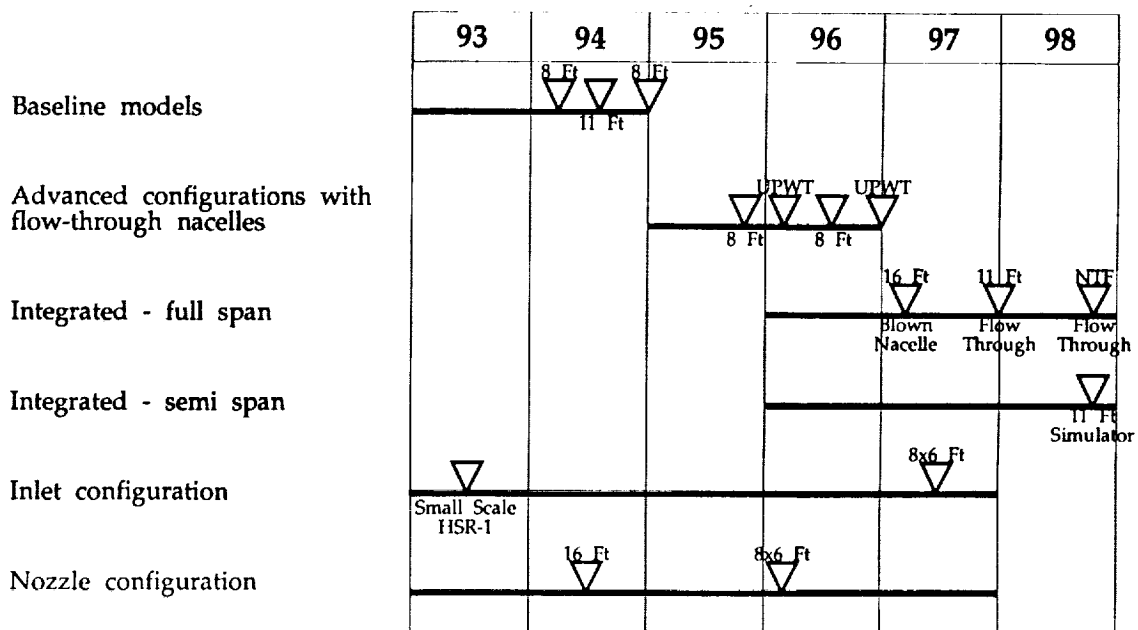 93 94 95 96 97 98
8 Ft 8 Ft
Baseline models
11 Ft
Advanced configurations with
flow-through nacelles
UPWT UPWT
8 Ft 8 Ft
16 Ft 11 Ft NTF
Integrated - full span
Blown Flow Flow
Nacelle Through Through
Integrated - semi span
11 Ft
Simulator
8x6 Ft
Inlet configuration
Small Scale
HSR-1
16 Ft 8x6 Ft
Nozzle configuration